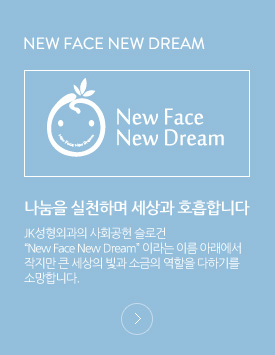 NEW FACE NEW DREAM
New Face
New Dream
나눔을 실천하며 세상과 호흡합니다
JK성형외과의 사회공헌 슬로건
“New Face New Dream” 이라는 이름 아래에서
작지만 큰 세상의 빛과 소금의 역할을 다하기를
소망합니다.